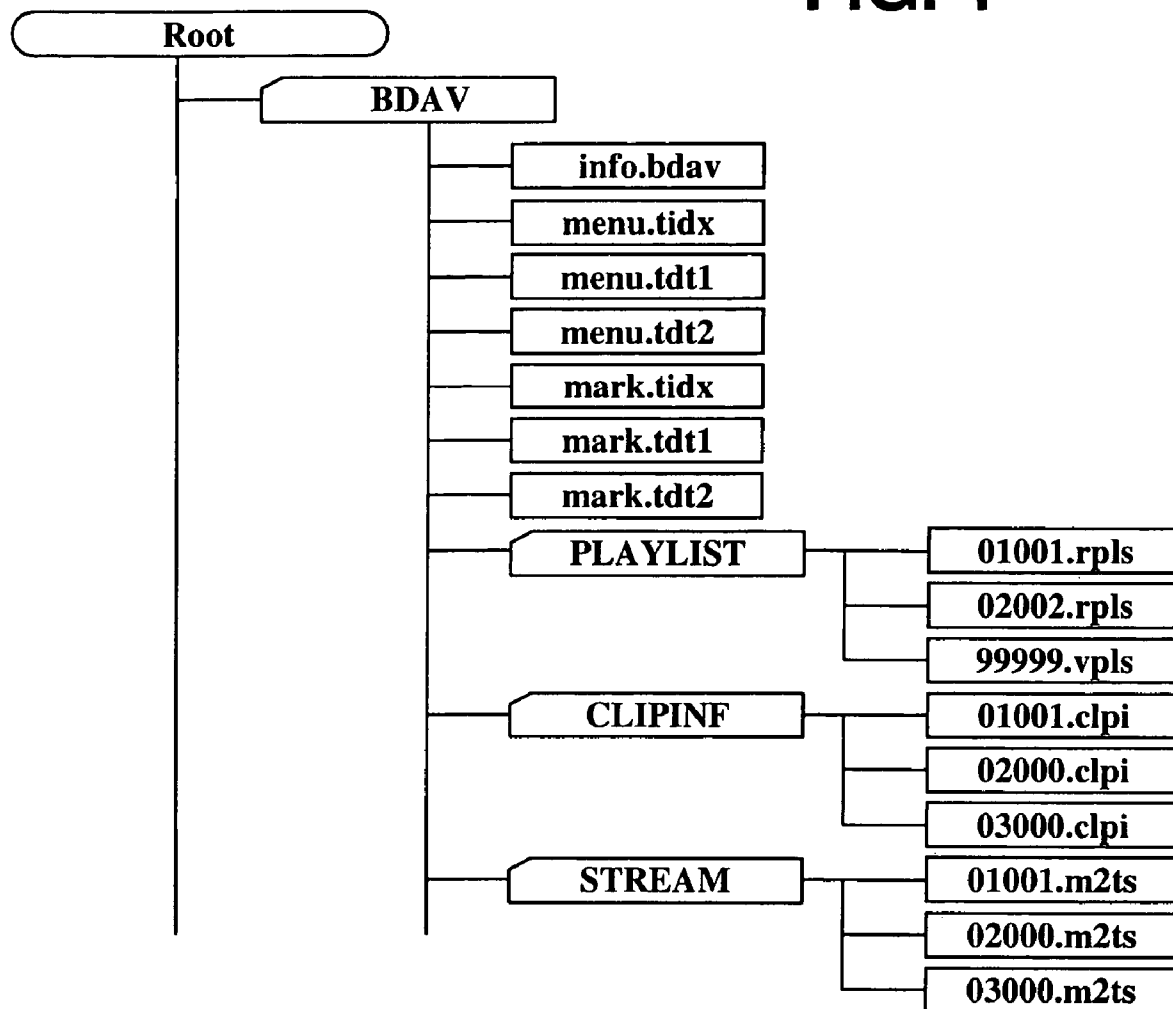 Root
BDAV
info.bdav
menu.tidx
menu.tdt1
menu.tdt2
mark.tidx
mark.tdt1
mark.tdt2
PLAYLIST
01001.rpls
02002.rpls
99999.vpls
CLIPINF
01001.clpi
02000.clpi
03000.clpi
STREAM
01001.m2ts
02000.m2ts
03000.m2ts